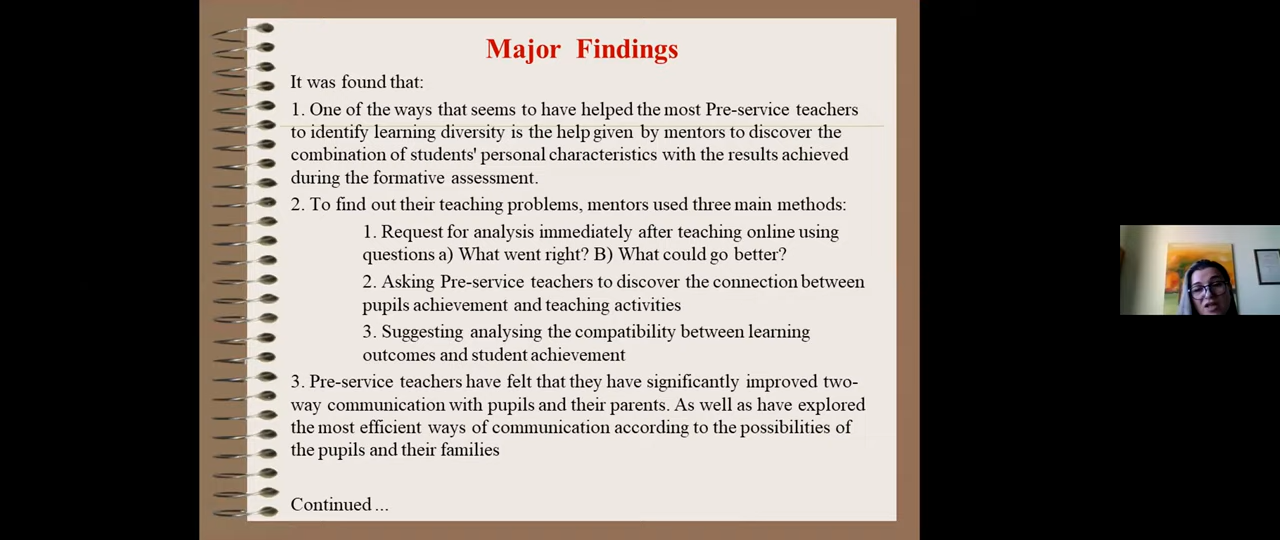 Major Findings
It was found that:
1. One of the ways that seems to have helped the most Pre-service teachers
to identify learning diversity is the help given by mentors to discover the
combination of students' personal characteristics with the results achieved
during the formative assessment.
2. To find out their teaching problems, mentors used three main methods:
1. Request for analysis immediately after teaching online using
questions a) What went right? B) What could go better?
2. Asking Pre-service teachers to discover the connection between
pupils achievement and teaching activities
3. Suggesting analysing the compatibility between learning
outcomes and student achievement
3. Pre-service teachers have felt that they have significantly improved two-
way communication with pupils and their parents. As well as have explored
the most efficient ways of communication according to the possibilities of
the pupils and their families
Continued ...